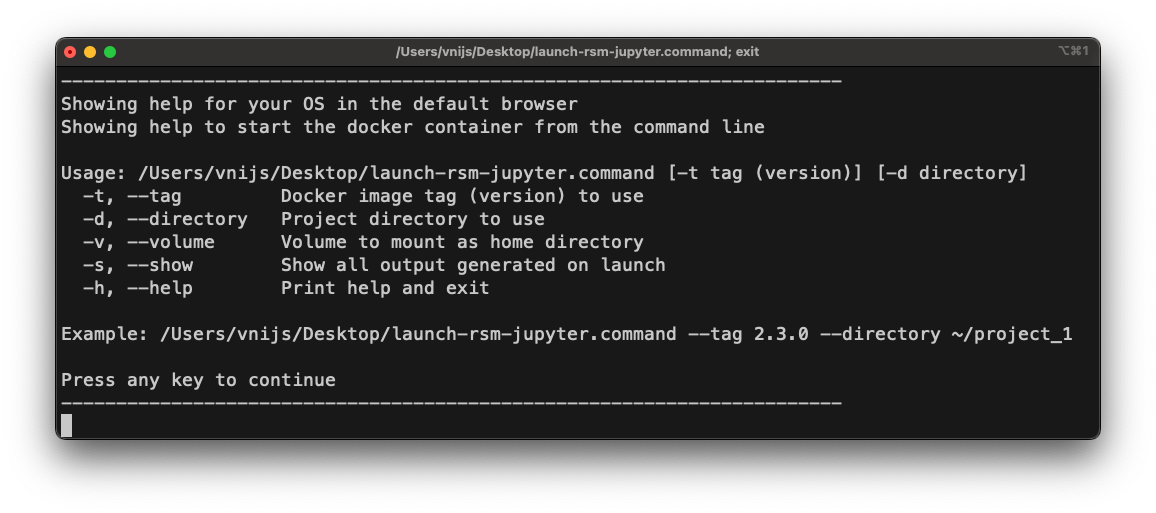 /Users/vnijs/Desktop/launch-rsm-jupyter.command; exit
⌥⌘1
-----------------------------------------------------------------------
Showing help for your OS in the default browser
Showing help to start the docker container from the command line
Usage: /Users/vnijs/Desktop/launch-rsm-jupyter.command [-t tag (version)] [-d directory]
  -t, --tag         Docker image tag (version) to use
  -d, --directory   Project directory to use
  -v, --volume      Volume to mount as home directory
  -s, --show        Show all output generated on launch
  -h, --help        Print help and exit
Example: /Users/vnijs/Desktop/launch-rsm-jupyter.command --tag 2.3.0 --directory ~/project_1
Press any key to continue
-----------------------------------------------------------------------